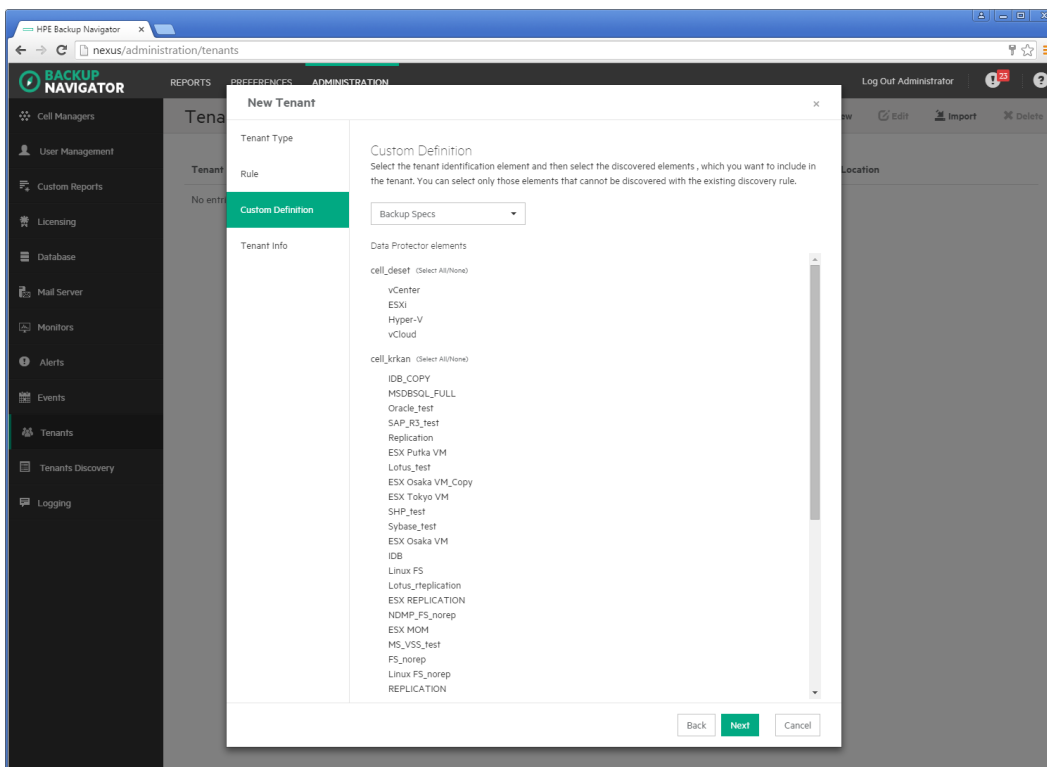 HPE Backup Navigator
nexus/administration/tenants
BACKUP NAVIGATOR
REPORTS PREFERENCES ADMINISTRATION
Log Out Administrator
23
Cell Managers
User Management
Custom Reports
Licensing
Database
Mail Server
Monitors
Alerts
Events
Tenants
Tenants Discovery
Logging
Tena
Edit Import Delete
Tenant
Location
No entri
New Tenant
Tenant Type
Rule
Custom Definition
Tenant Info
Custom Definition
Select the tenant identification element and then select the discovered elements , which you want to include in
the tenant. You can select only those elements that cannot be discovered with the existing discovery rule.
Backup Specs
Data Protector elements
cell_deset (Select All/None)
vCenter
ESXi
Hyper-V
vCloud
cell_krkan (Select All/None)
IDB_COPY
MSDBSQL_FULL
Oracle_test
SAP_R3_test
Replication
ESX Putka VM
Lotus_test
ESX Osaka VM_Copy
ESX Tokyo VM
SHP_test
Sybase_test
ESX Osaka VM
IDB
Linux FS
Lotus_rteplication
ESX REPLICATION
NDMP_FS_norep
ESX MOM
MS_VSS_test
FS_norep
Linux FS_norep
REPLICATION
Back Next Cancel